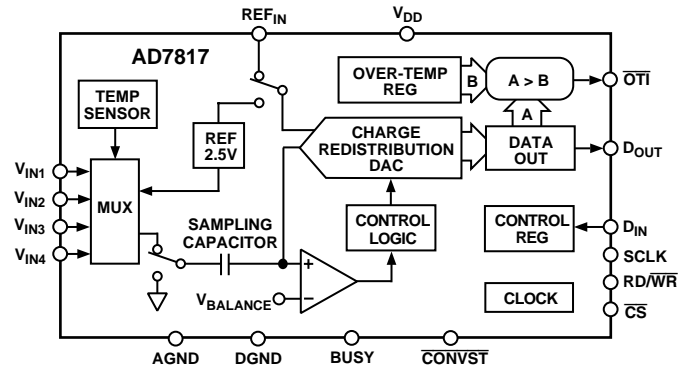 REFIN
VDD
AD7817
OVER-TEMP
REG
B
A > B
OTI
TEMP
SENSOR
A
REF
2.5V
CHARGE
REDISTRIBUTION
DAC
DATA
OUT
DOUT
VIN1
VIN2
VIN3
VIN4
MUX
SAMPLING
CAPACITOR
CONTROL
LOGIC
CONTROL
REG
DIN
SCLK
RD/WR
CS
+
−
VBALANCE
CLOCK
AGND
DGND
BUSY
CONVST